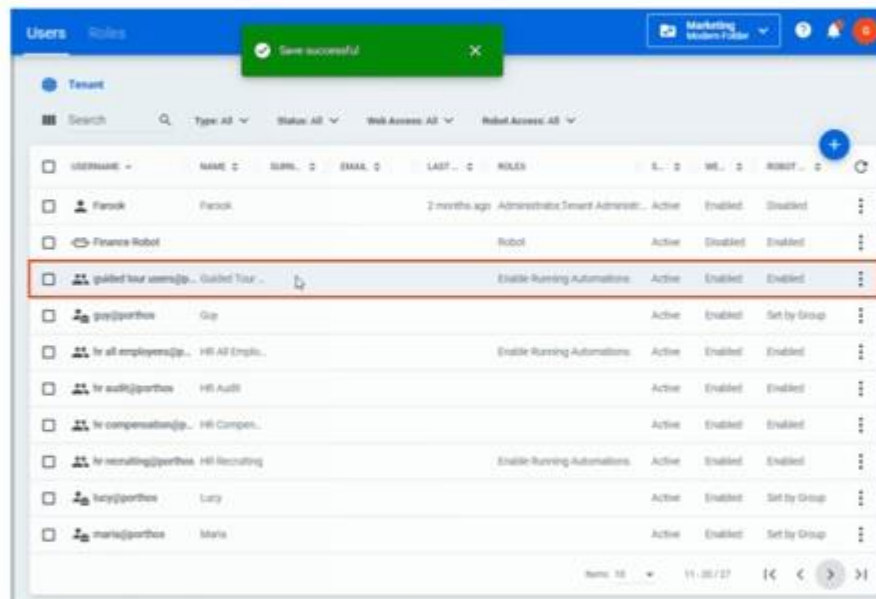 Users Roles
Save successful
Marketing
Modern Folder
Tenant
Search Type: All Status: All Web Access: All Robot Access: All
USERNAME NAME SURN... EMAIL LAST ... ROLES S... WE... ROBOT ...
Farook Farook 2 months ago Administrator,Tenant Administr... Active Enabled Disabled
Finance Robot Robot Active Disabled Enabled
guided tour users@p... Guided Tour ... Enable Running Automations Active Enabled Enabled
guy@porthos Guy Active Enabled Set by Group
hr all employees@p... HR All Emplo... Enable Running Automations Active Enabled Enabled
hr audit@porthos HR Audit Active Enabled Enabled
hr compensation@p... HR Compen... Active Enabled Enabled
hr recruiting@porthos HR Recruiting Enable Running Automations Active Enabled Enabled
lucy@porthos Lucy Active Enabled Set by Group
maria@porthos Maria Active Enabled Set by Group
Items 10 11 - 20 / 27